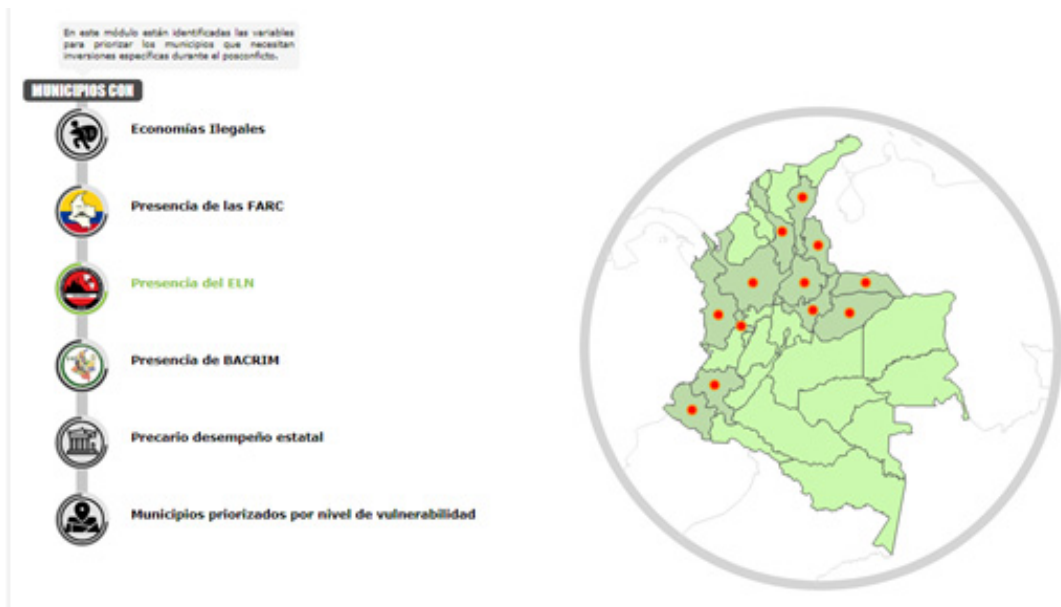 En este módulo están identificadas las variables
para priorizar los municipios que necesitan
inversiones específicas durante el posconficto.
MUNICIPIOS CON
Economías Ilegales
Presencia de las FARC
Presencia del ELN
Presencia de BACRIM
Precario desempeño estatal
Municipios priorizados por nivel de vulnerabilidad